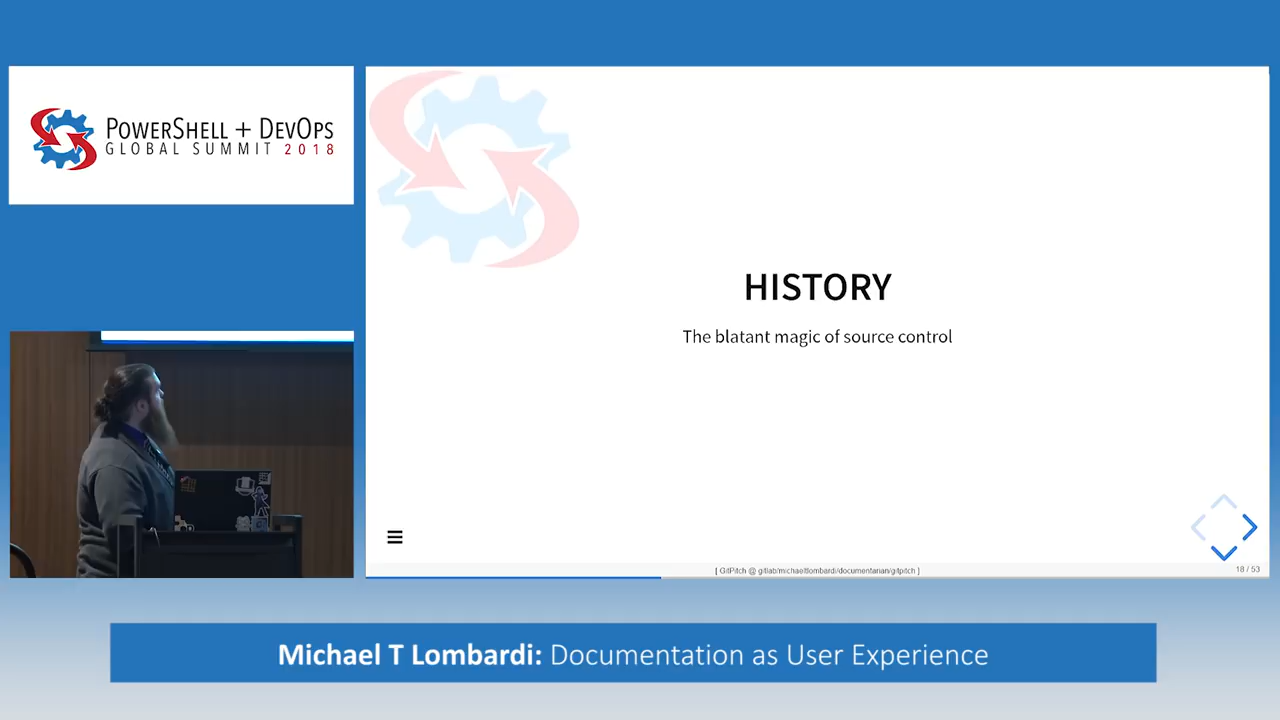 POWERSHELL + DEVOPS
GLOBAL SUMMIT 2018
HISTORY
The blatant magic of source control
[ GitPitch @ gitlab/michaeltlombardi/documentarian/gitpitch ]
18 / 53
Michael T Lombardi: Documentation as User Experience